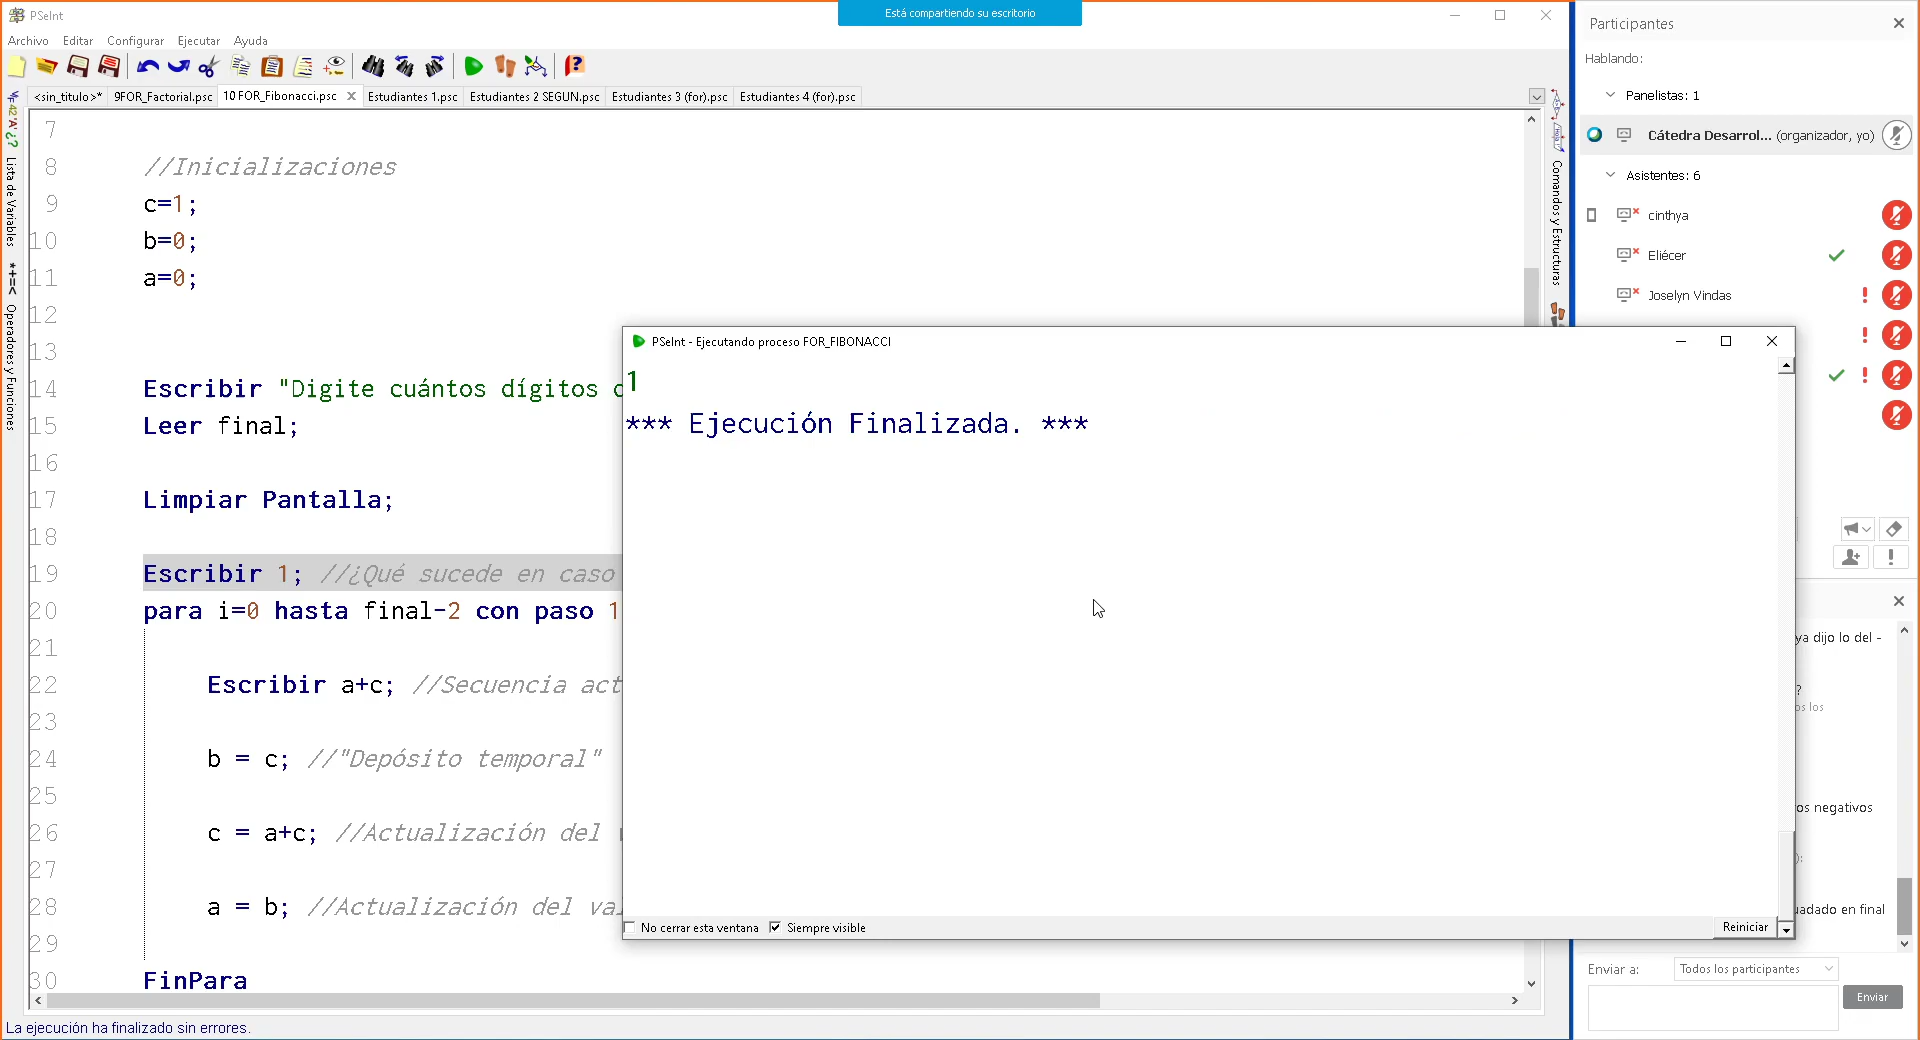 PSeInt
Está compartiendo su escritorio
Archivo Editar Configurar Ejecutar Ayuda
<sin_titulo>* 9FOR_Factorial.psc 10 FOR_Fibonacci.psc Estudiantes 1.psc Estudiantes 2 SEGUN.psc Estudiantes 3 (for).psc Estudiantes 4 (for).psc
Lista de Variables
Operadores y Funciones
Comandos y Estructuras
7
8 //Inicializaciones
9 c=1;
10 b=0;
11 a=0;
12
13
14 Escribir "Digite cuántos dígitos
15 Leer final;
16
17 Limpiar Pantalla;
18
19 Escribir 1; //¿Qué sucede en caso
20 para i=0 hasta final-2 con paso 1
21
22 Escribir a+c; //Secuencia act
23
24 b = c; //"Depósito temporal"
25
26 c = a+c; //Actualización del
27
28 a = b; //Actualización del val
29
30 FinPara
La ejecución ha finalizado sin errores.
PSeInt - Ejecutando proceso FOR_FIBONACCI
1
*** Ejecución Finalizada. ***
No cerrar esta ventana Siempre visible Reiniciar
Participantes
Hablando:
Panelistas: 1
Cátedra Desarrol... (organizador, yo)
Asistentes: 6
cinthya
Eliécer
Joselyn Vindas
ya dijo lo del -
?
os los
os negativos
):
uadado en final
Enviar a: Todos los participantes
Enviar